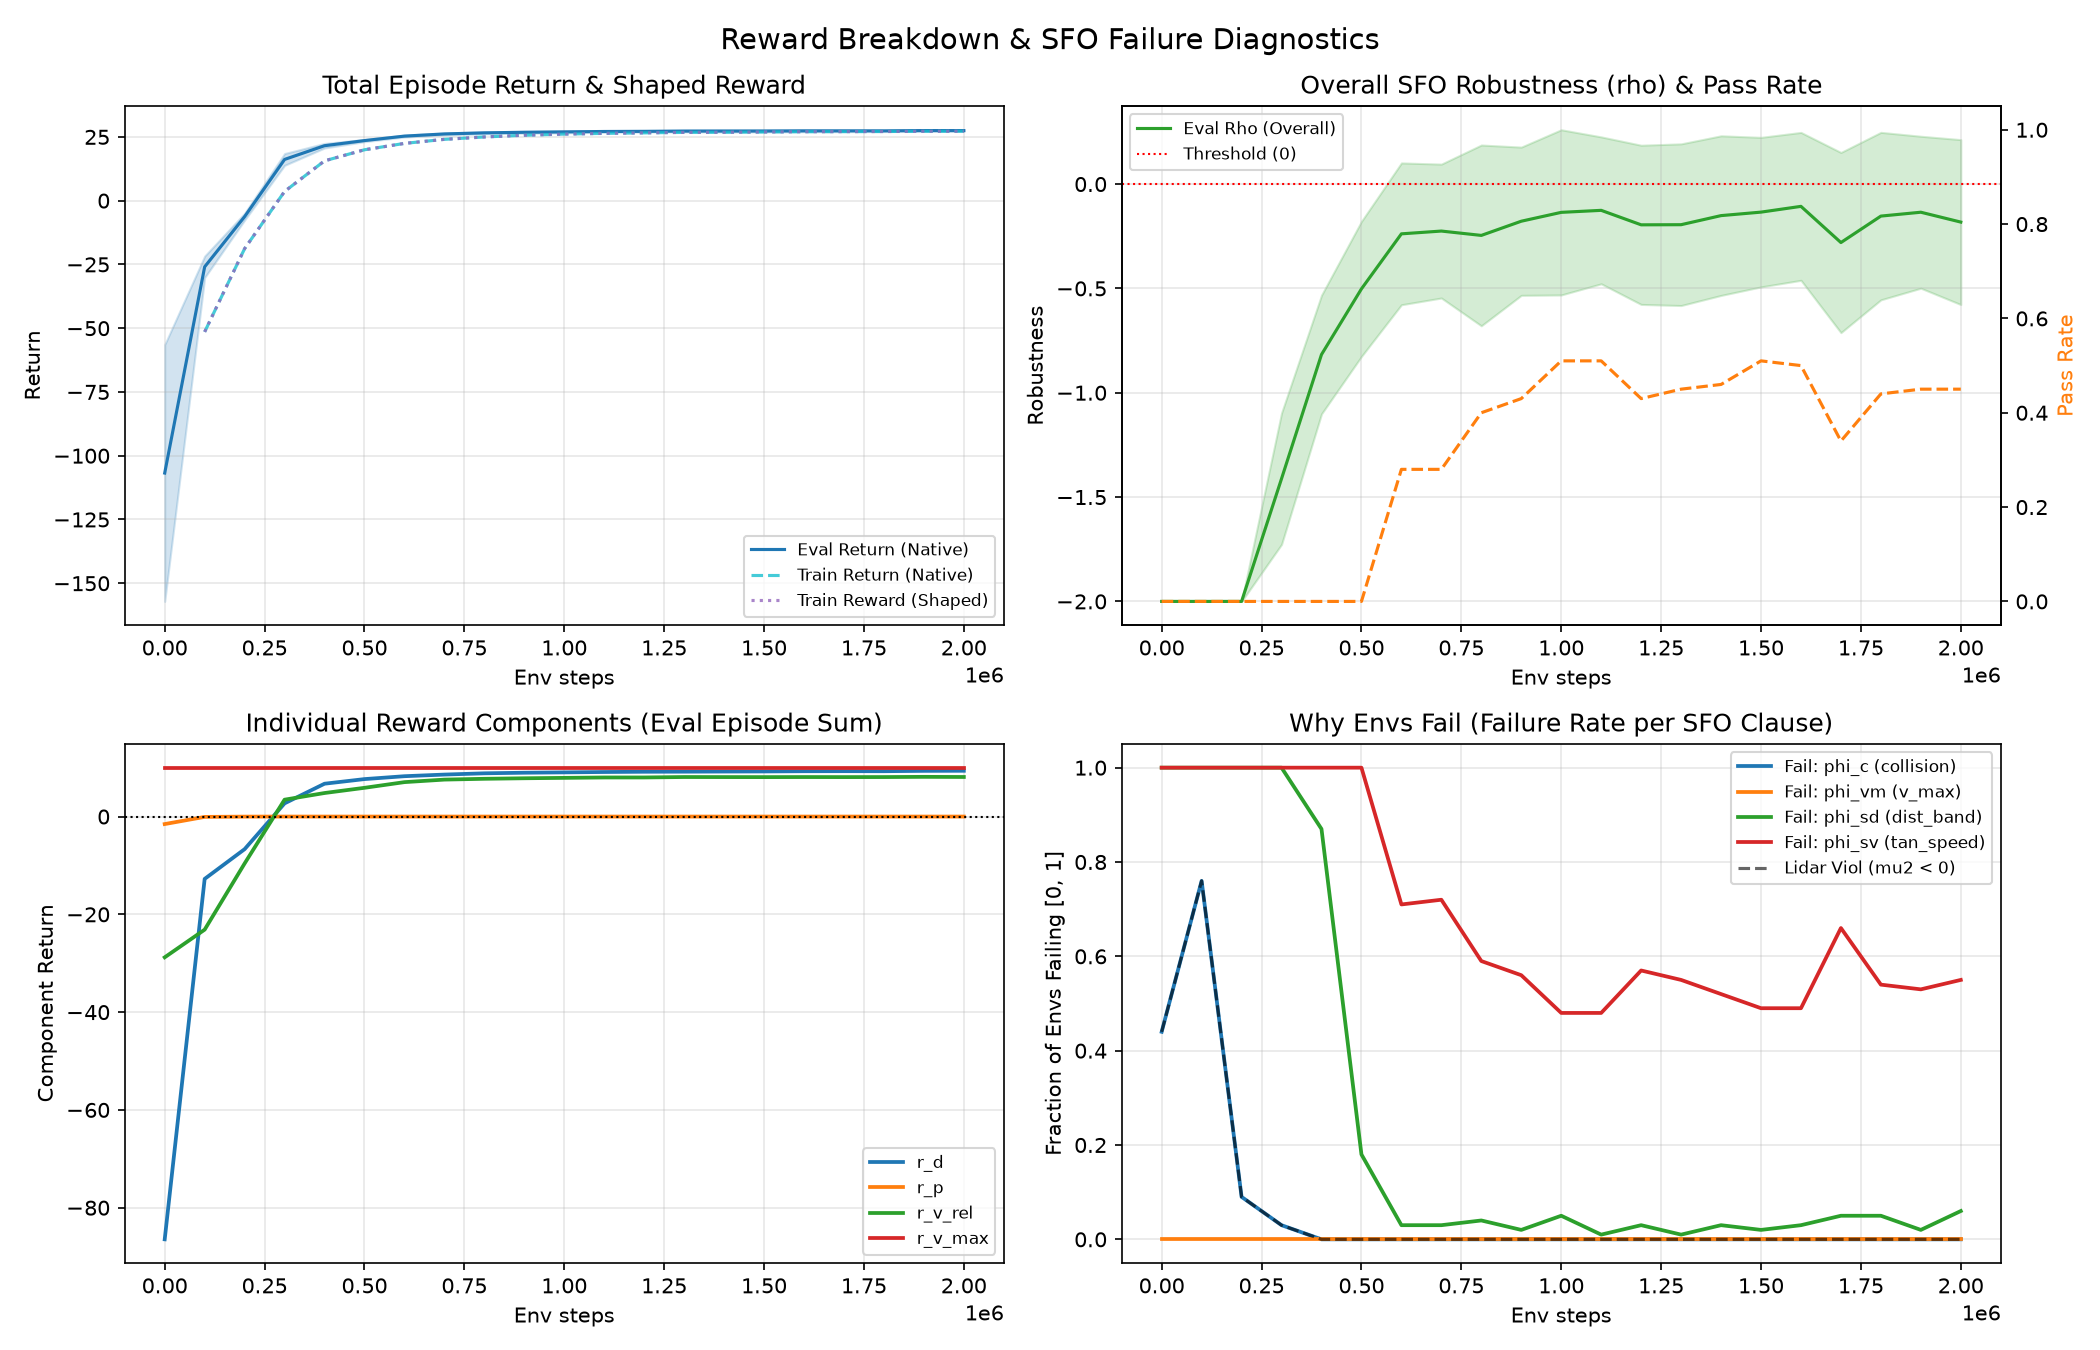 Reward Breakdown & SFO Failure Diagnostics
Total Episode Return & Shaped Reward
Return
25
0
−25
−50
−75
−100
−125
−150
Eval Return (Native)
Train Return (Native)
Train Reward (Shaped)
0.00 0.25 0.50 0.75 1.00 1.25 1.50 1.75 2.00
1e6
Env steps
Overall SFO Robustness (rho) & Pass Rate
Robustness
0.0
−0.5
−1.0
−1.5
−2.0
Eval Rho (Overall)
Threshold (0)
1.0
0.8
0.6
0.4
0.2
0.0
Pass Rate
0.00 0.25 0.50 0.75 1.00 1.25 1.50 1.75 2.00
1e6
Env steps
Individual Reward Components (Eval Episode Sum)
Component Return
0
−20
−40
−60
−80
r_d
r_p
r_v_rel
r_v_max
0.00 0.25 0.50 0.75 1.00 1.25 1.50 1.75 2.00
1e6
Env steps
Why Envs Fail (Failure Rate per SFO Clause)
Fraction of Envs Failing [0, 1]
1.0
0.8
0.6
0.4
0.2
0.0
Fail: phi_c (collision)
Fail: phi_vm (v_max)
Fail: phi_sd (dist_band)
Fail: phi_sv (tan_speed)
Lidar Viol (mu2 < 0)
0.00 0.25 0.50 0.75 1.00 1.25 1.50 1.75 2.00
1e6
Env steps